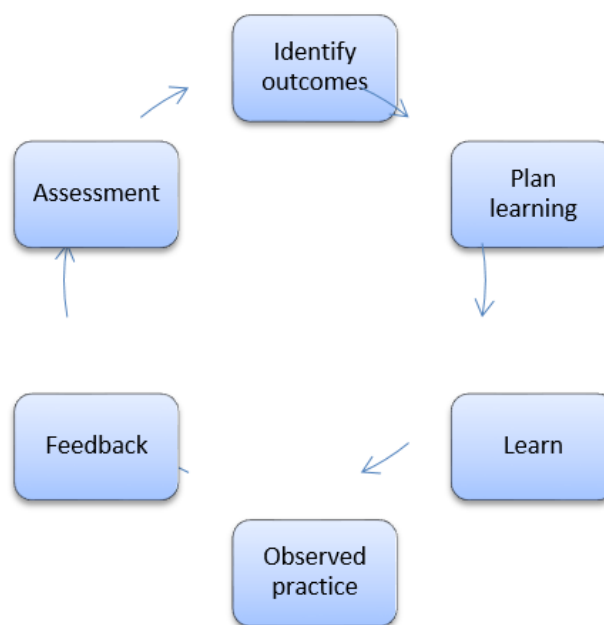 Identify
outcomes
Plan
learning
Learn
Observed
practice
Feedback
Assessment